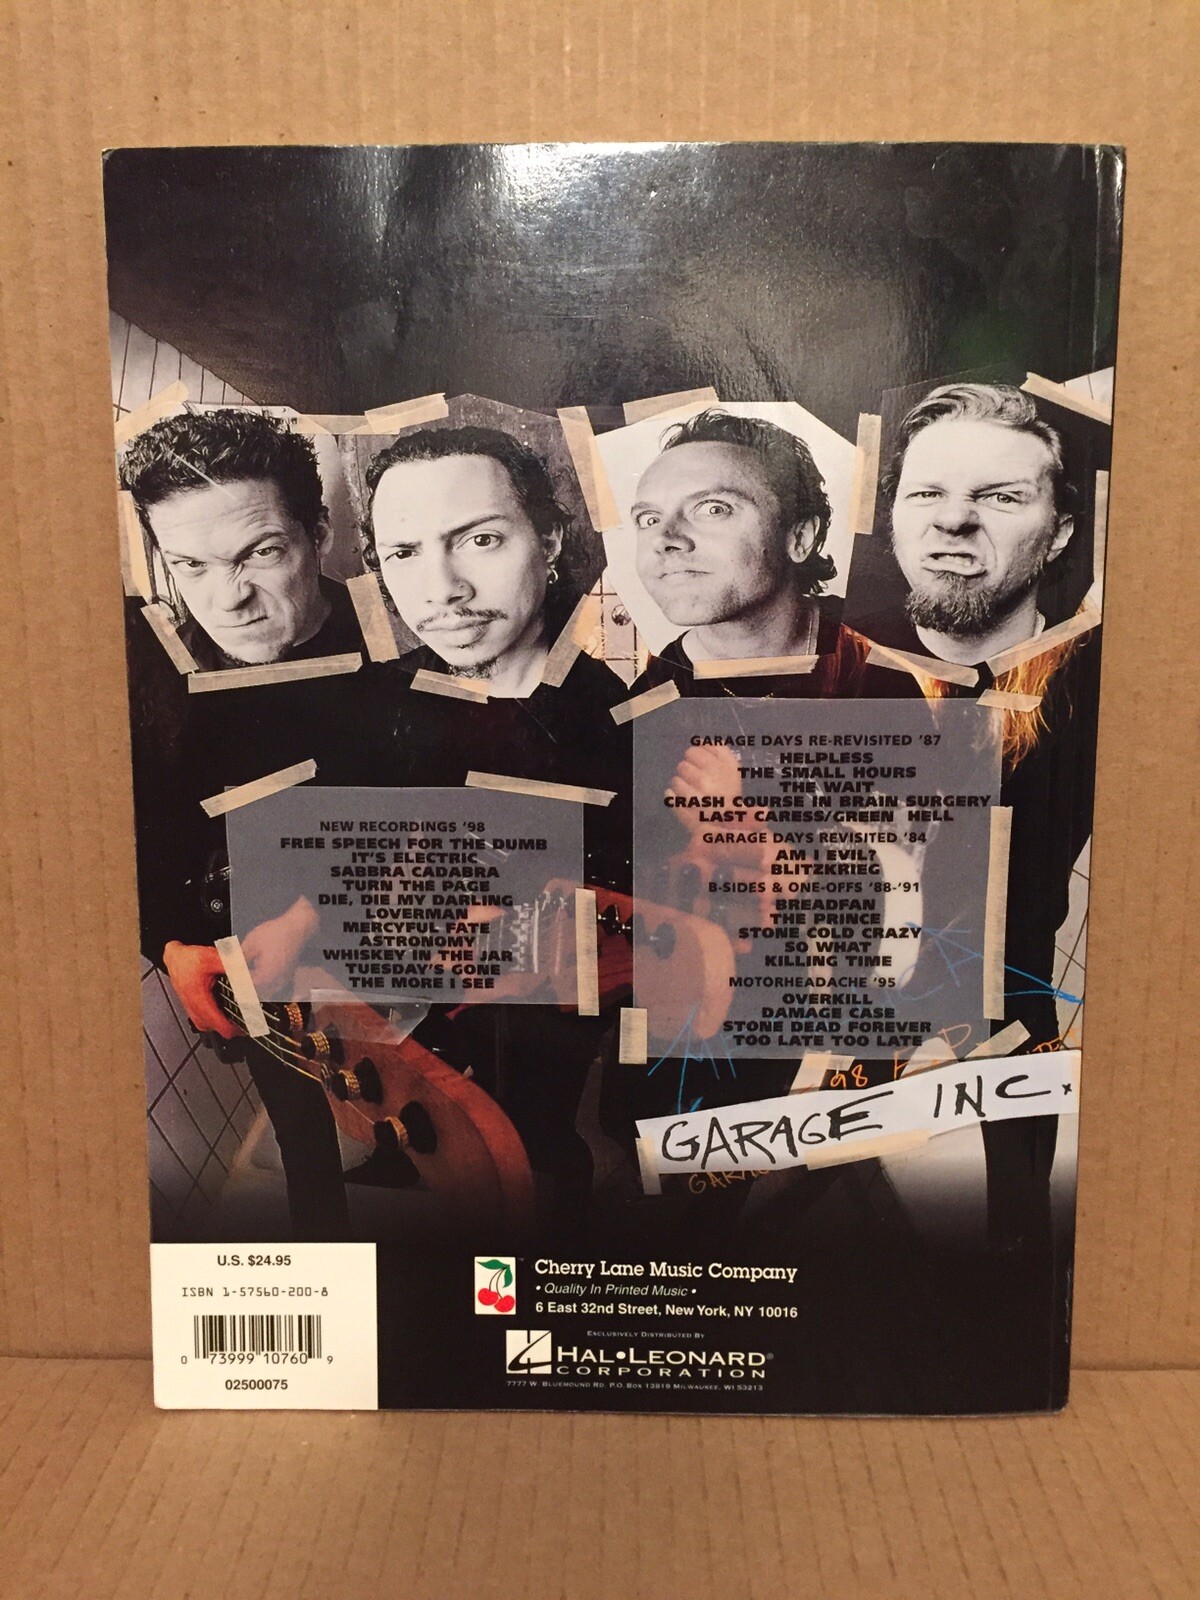 NEW RECORDINGS '98
FREE SPEECH FOR THE DUMB
IT'S ELECTRIC
SABBRA CADABRA
TURN THE PAGE
DIE, DIE MY DARLING
LOVERMAN
MERCYFUL FATE
ASTRONOMY
WHISKEY IN THE JAR
TUESDAY'S GONE
THE MORE I SEE
GARAGE DAYS RE-REVISITED '87
HELPLESS
THE SMALL HOURS
THE WAIT
CRASH COURSE IN BRAIN SURGERY
LAST CARESS/GREEN HELL
GARAGE DAYS REVISITED '84
AM I EVIL?
BLITZKRIEG
B-SIDES & ONE-OFFS '88-'91
BREADFAN
THE PRINCE
STONE COLD CRAZY
SO WHAT
KILLING TIME
MOTORHEADACHE '95
OVERKILL
DAMAGE CASE
STONE DEAD FOREVER
TOO LATE TOO LATE
98
GARAGE INC.
U.S. $24.95
ISBN 1-57560-200-8
0 73999 10760 9
02500075
Cherry Lane Music Company
• Quality In Printed Music •
6 East 32nd Street, New York, NY 10016
EXCLUSIVELY DISTRIBUTED BY
HAL•LEONARD®
CORPORATION
7777 W. BLUEMOUND RD. P.O. BOX 13819 MILWAUKEE, WI 53213